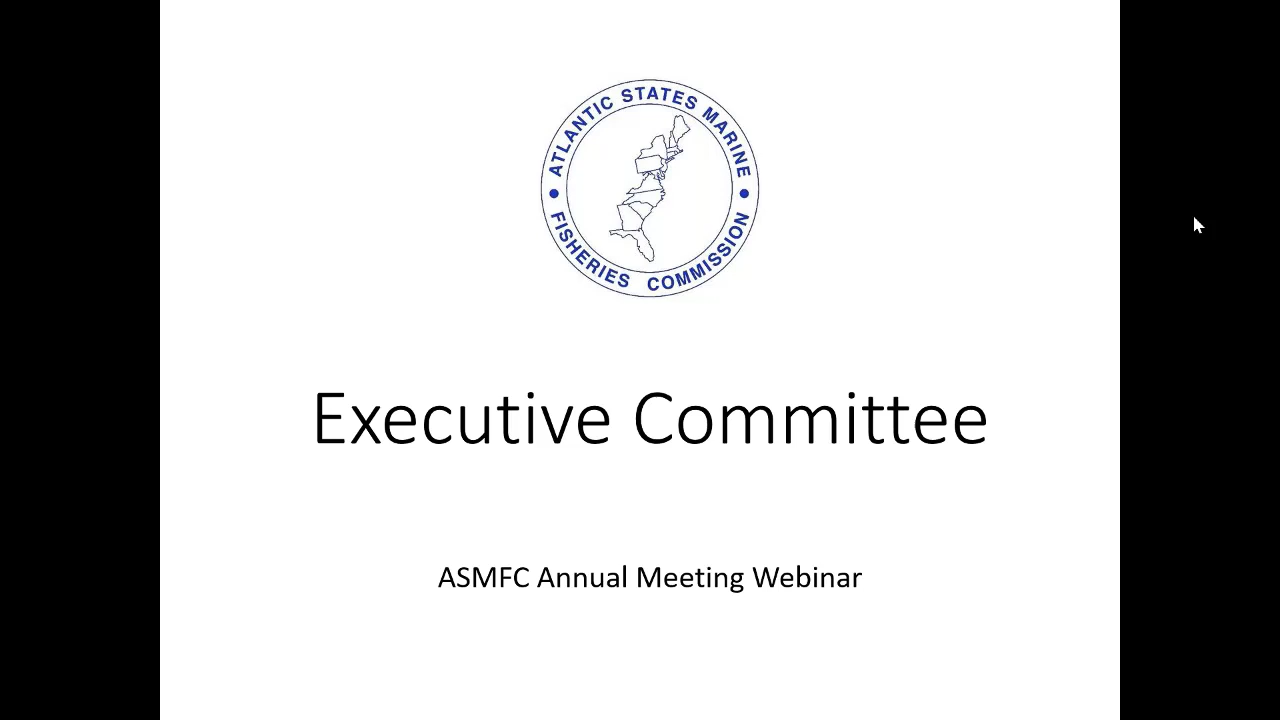 ATLANTIC STATES MARINE
FISHERIES COMMISSION
Executive Committee
ASMFC Annual Meeting Webinar